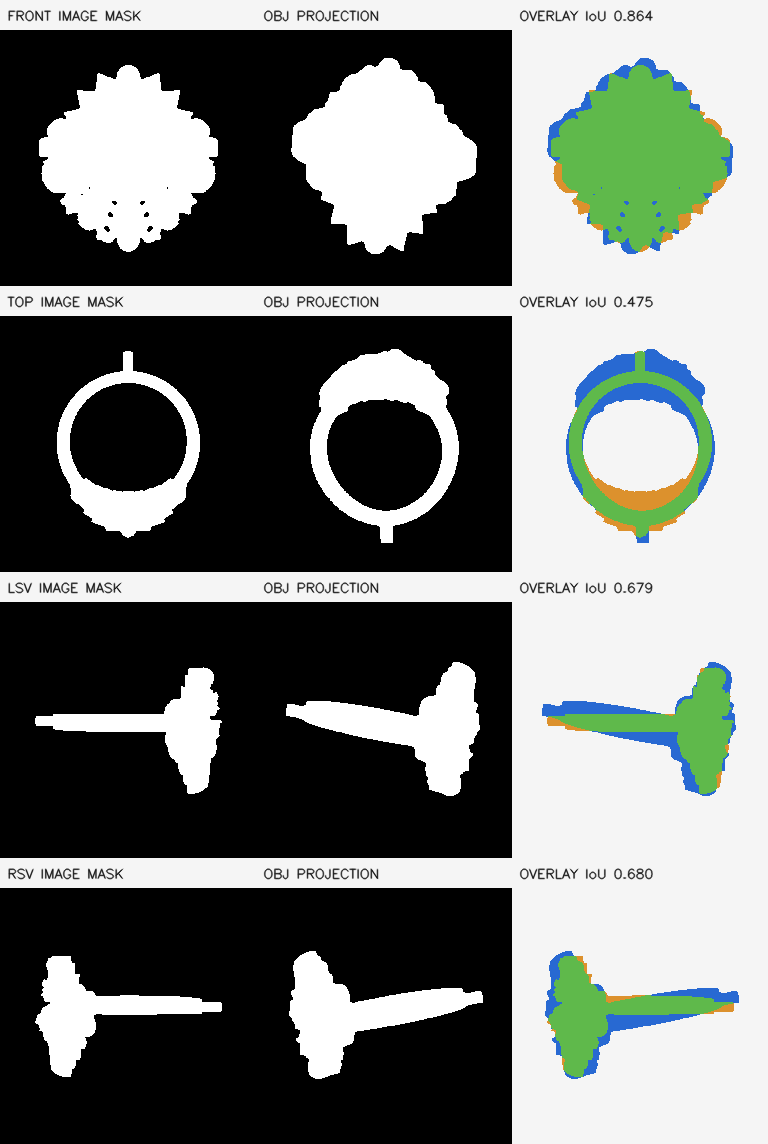 FRONT IMAGE MASK OBJ PROJECTION OVERLAY IoU 0.864
TOP IMAGE MASK OBJ PROJECTION OVERLAY IoU 0.475
LSV IMAGE MASK OBJ PROJECTION OVERLAY IoU 0.679
RSV IMAGE MASK OBJ PROJECTION OVERLAY IoU 0.680